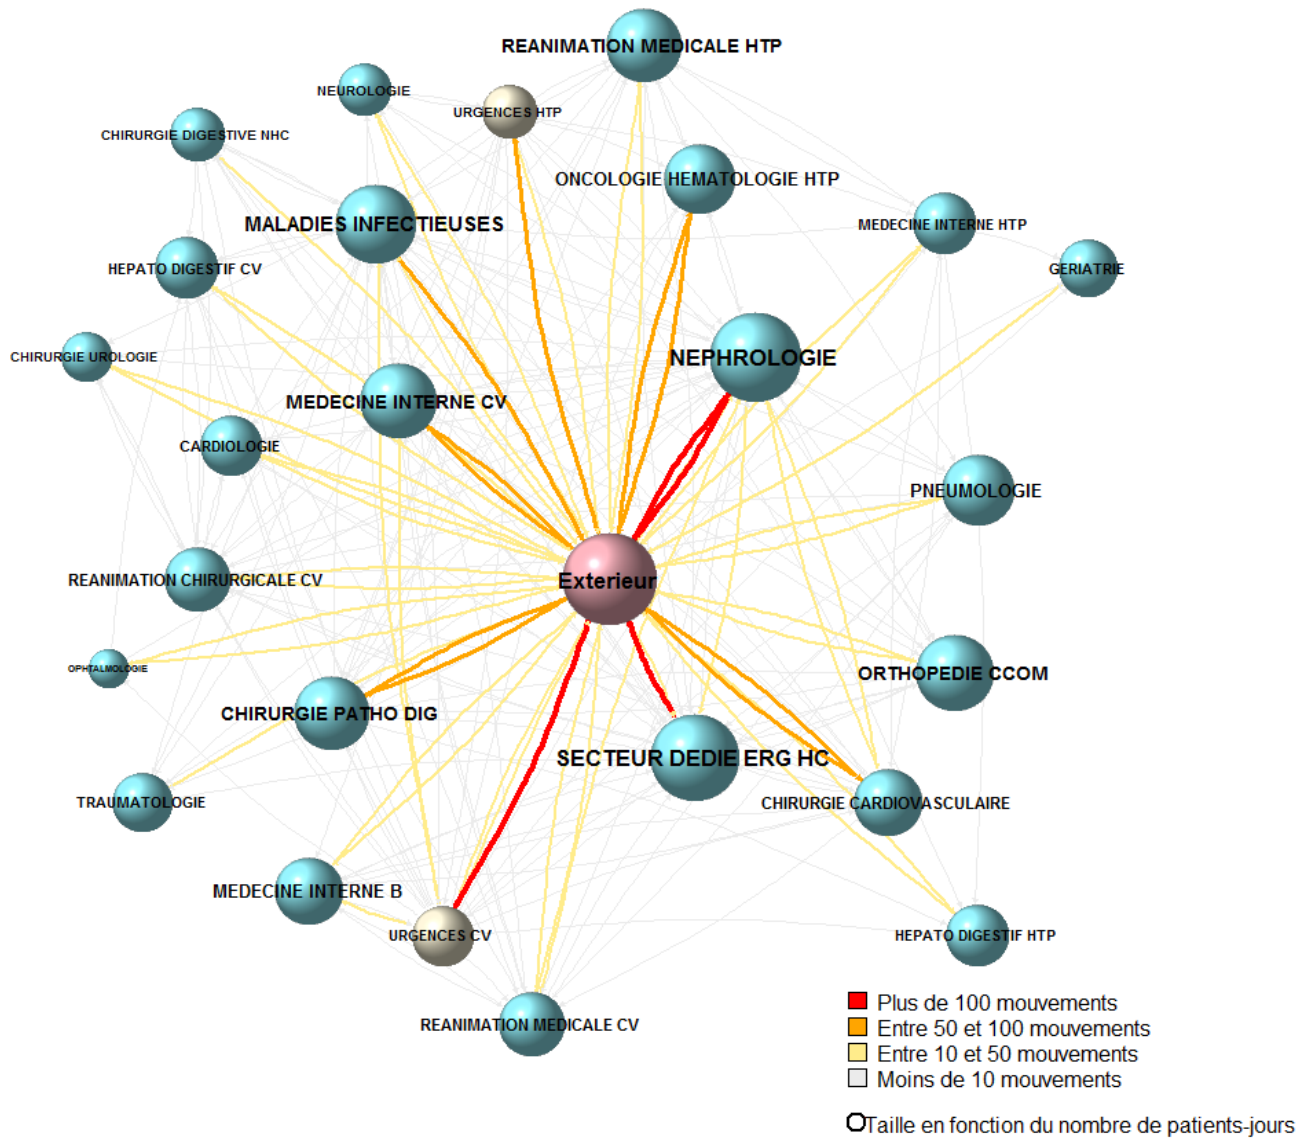 REANIMATION MEDICALE HTP
NEUROLOGIE
URGENCES HTP
CHIRURGIE DIGESTIVE NHC
ONCOLOGIE HEMATOLOGIE HTP
MALADIES INFECTIEUSES
MEDECINE INTERNE HTP
HEPATO DIGESTIF CV
GERIATRIE
CHIRURGIE UROLOGIE
NEPHROLOGIE
MEDECINE INTERNE CV
CARDIOLOGIE
PNEUMOLOGIE
REANIMATION CHIRURGICALE CV
Exterieur
OPHTALMOLOGIE
ORTHOPEDIE CCOM
CHIRURGIE PATHO DIG
SECTEUR DEDIE ERG HC
TRAUMATOLOGIE
CHIRURGIE CARDIOVASCULAIRE
MEDECINE INTERNE B
URGENCES CV
HEPATO DIGESTIF HTP
REANIMATION MEDICALE CV
Plus de 100 mouvements
Entre 50 et 100 mouvements
Entre 10 et 50 mouvements
Moins de 10 mouvements
Taille en fonction du nombre de patients-jours